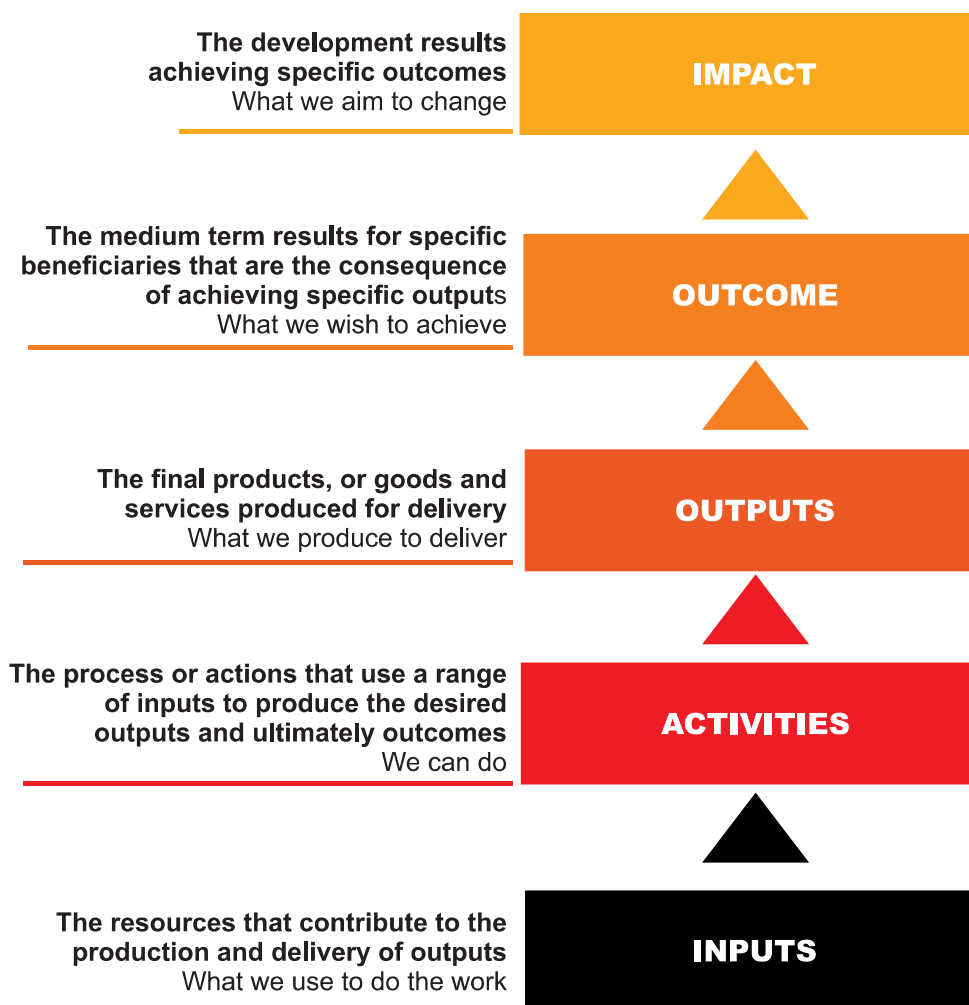 The development results
achieving specific outcomes
What we aim to change
IMPACT
The medium term results for specific
beneficiaries that are the consequence
of achieving specific outputs
What we wish to achieve
OUTCOME
The final products, or goods and
services produced for delivery
What we produce to deliver
OUTPUTS
The process or actions that use a range
of inputs to produce the desired
outputs and ultimately outcomes
We can do
ACTIVITIES
The resources that contribute to the
production and delivery of outputs
What we use to do the work
INPUTS